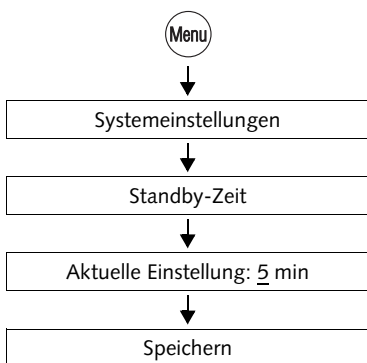 Menu
Systemeinstellungen
Standby-Zeit
Aktuelle Einstellung: 5 min
Speichern